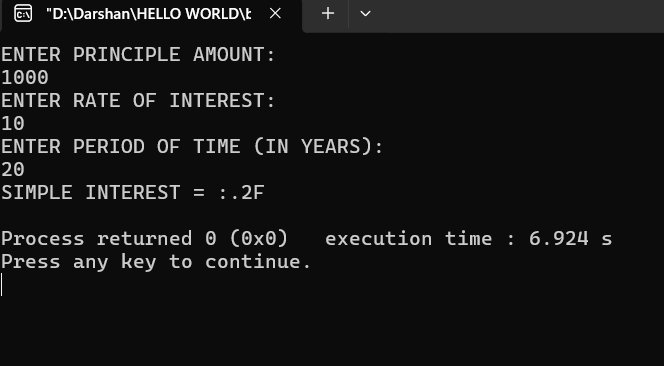 "D:\Darshan\HELLO WORLD\b
ENTER PRINCIPLE AMOUNT:
1000
ENTER RATE OF INTEREST:
10
ENTER PERIOD OF TIME (IN YEARS):
20
SIMPLE INTEREST = :.2F
Process returned 0 (0x0)   execution time : 6.924 s
Press any key to continue.